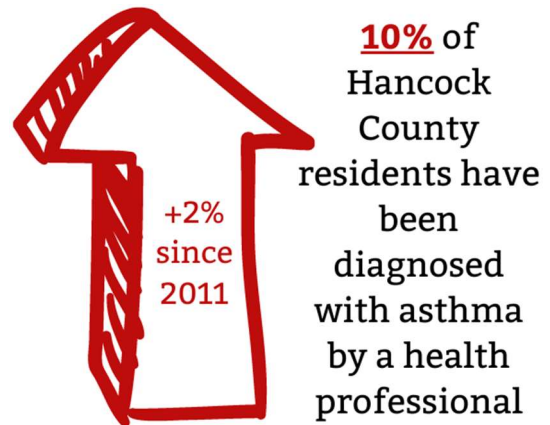 +2%
since
2011
10% of
Hancock
County
residents have
been
diagnosed
with asthma
by a health
professional